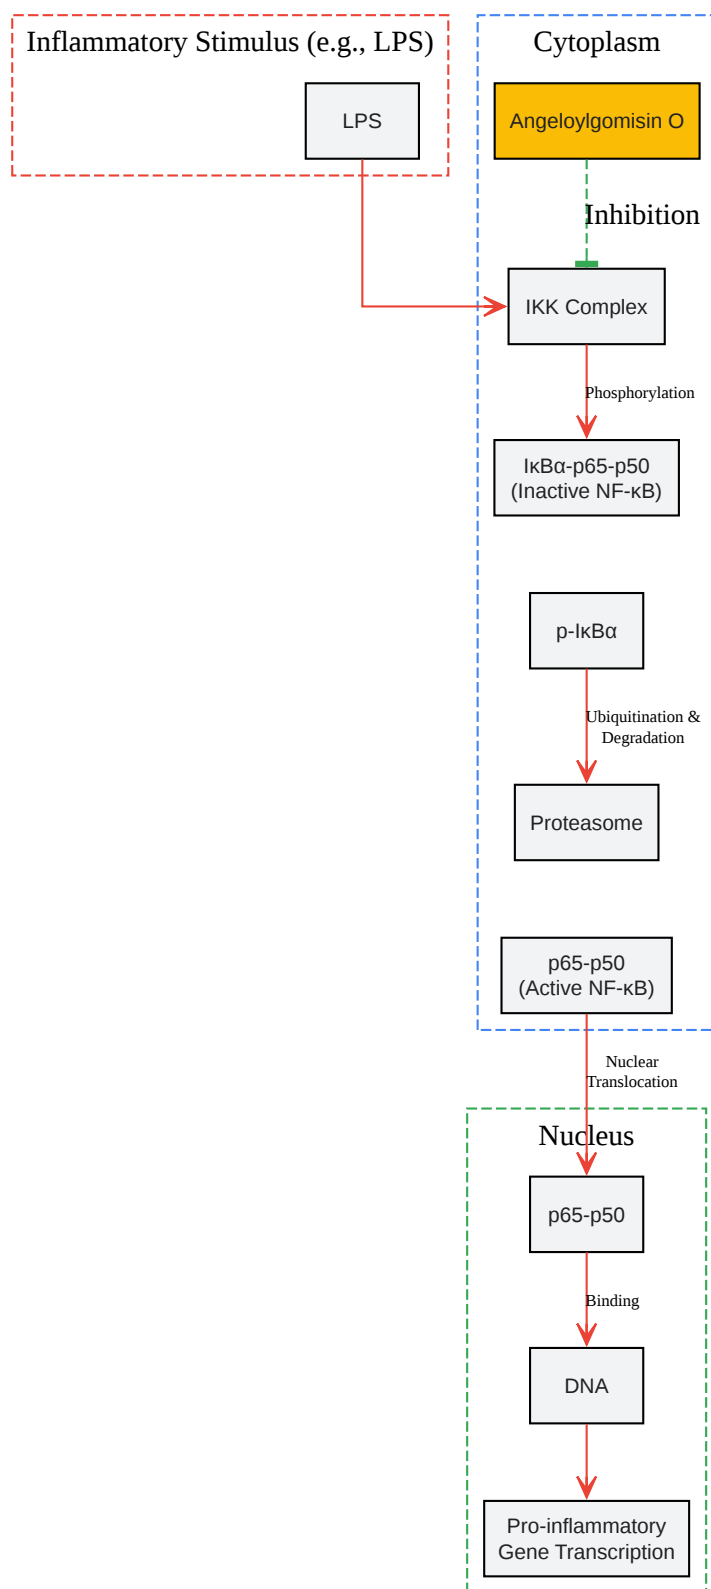 Inflammatory Stimulus (e.g., LPS)
LPS
Cytoplasm
Angeloylgomisin O
Inhibition
IKK Complex
Phosphorylation
IκBα-p65-p50
(Inactive NF-κB)
p-IκBα
Ubiquitination &
Degradation
Proteasome
p65-p50
(Active NF-κB)
Nuclear
Translocation
Nucleus
p65-p50
Binding
DNA
Pro-inflammatory
Gene Transcription